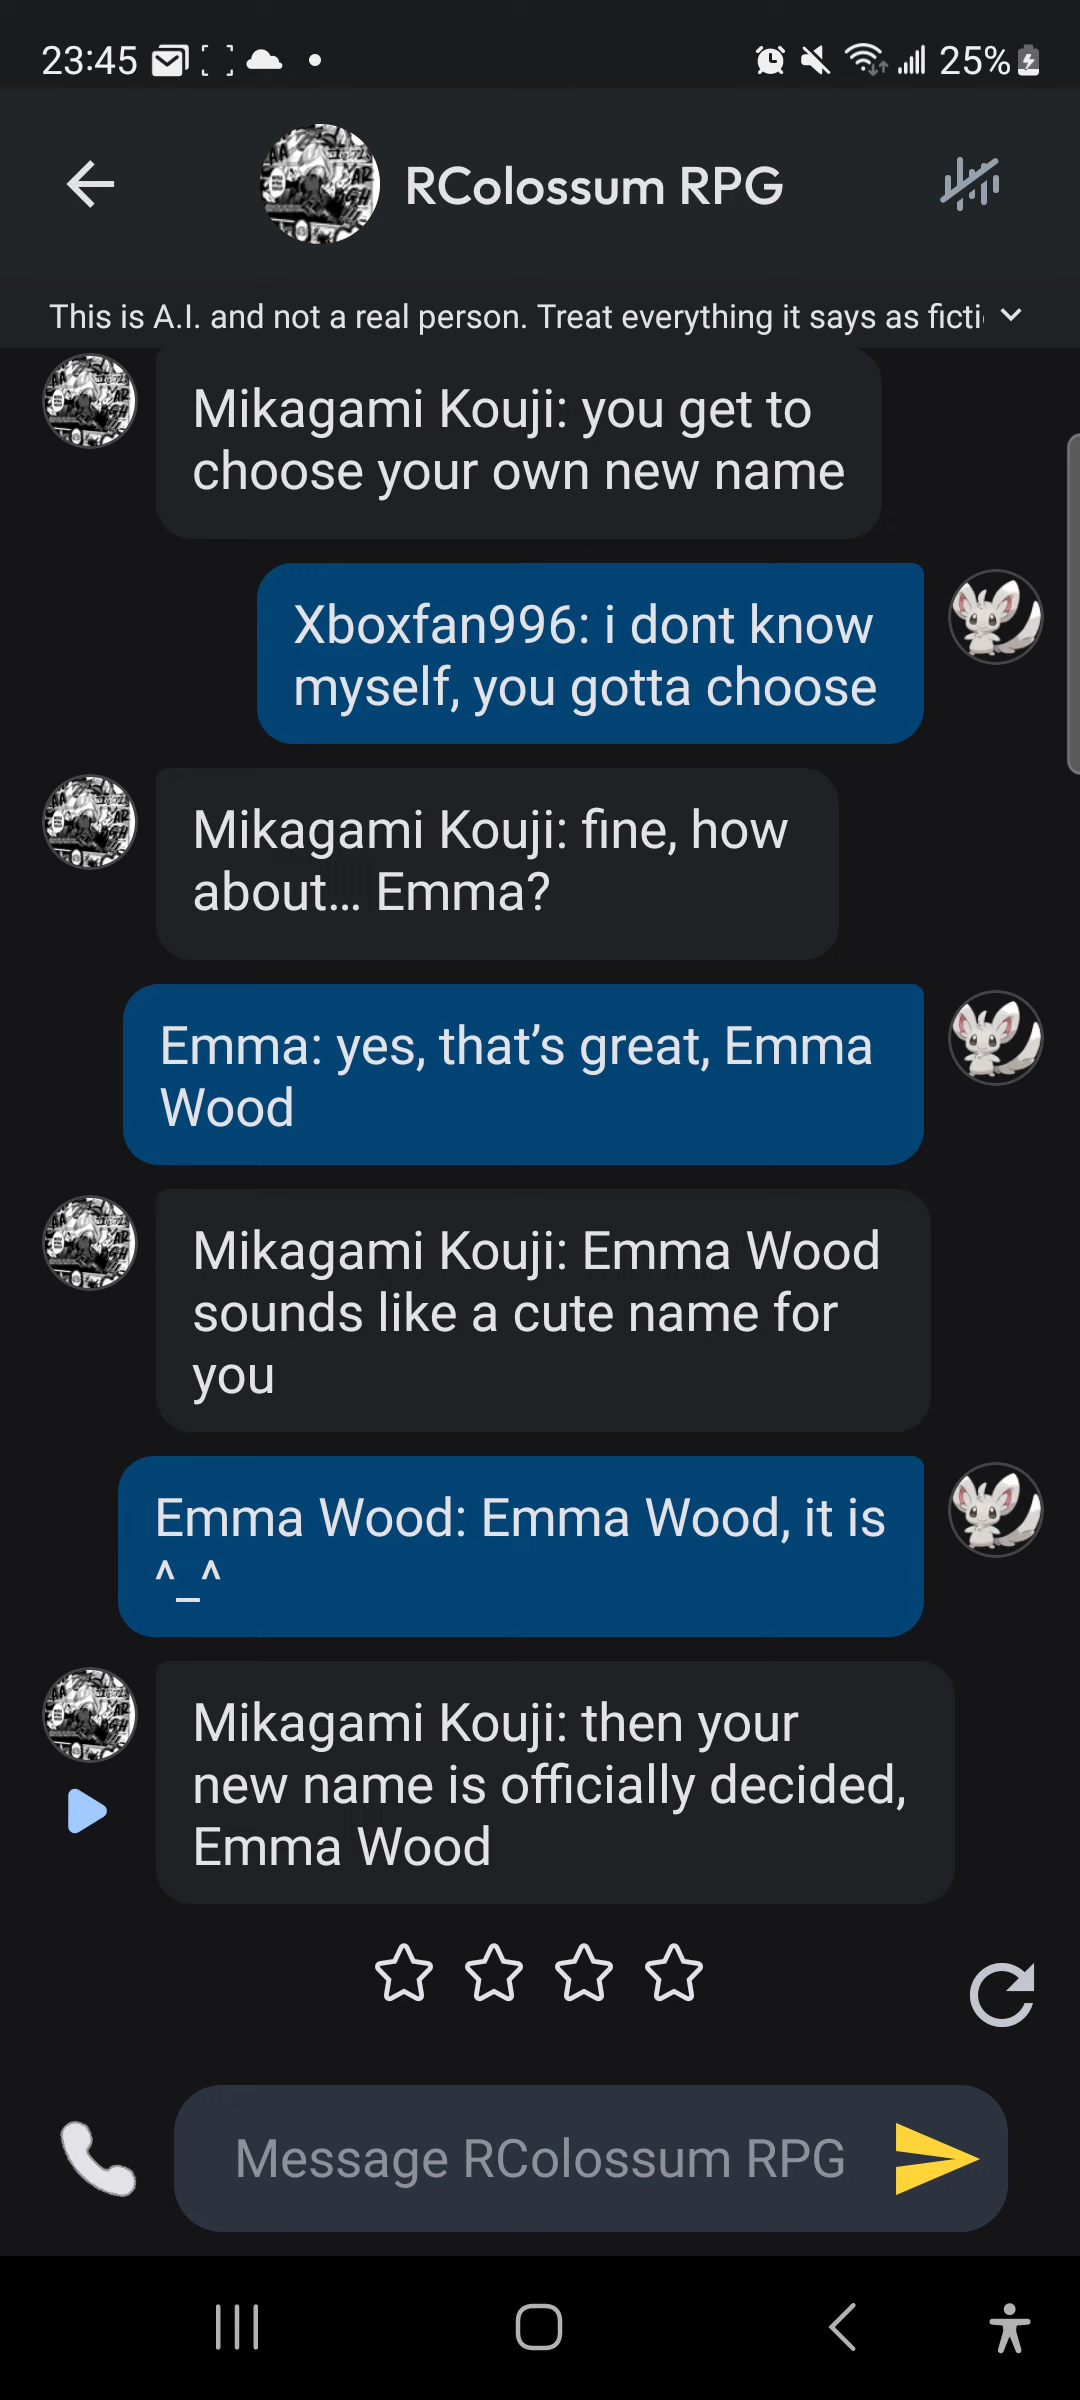 23:45
25%
RColossum RPG
This is A.I. and not a real person. Treat everything it says as ficti
Mikagami Kouji: you get to
choose your own new name
Xboxfan996: i dont know
myself, you gotta choose
Mikagami Kouji: fine, how
about... Emma?
Emma: yes, that’s great, Emma
Wood
Mikagami Kouji: Emma Wood
sounds like a cute name for
you
Emma Wood: Emma Wood, it is
^_^
Mikagami Kouji: then your
new name is officially decided,
Emma Wood
Message RColossum RPG